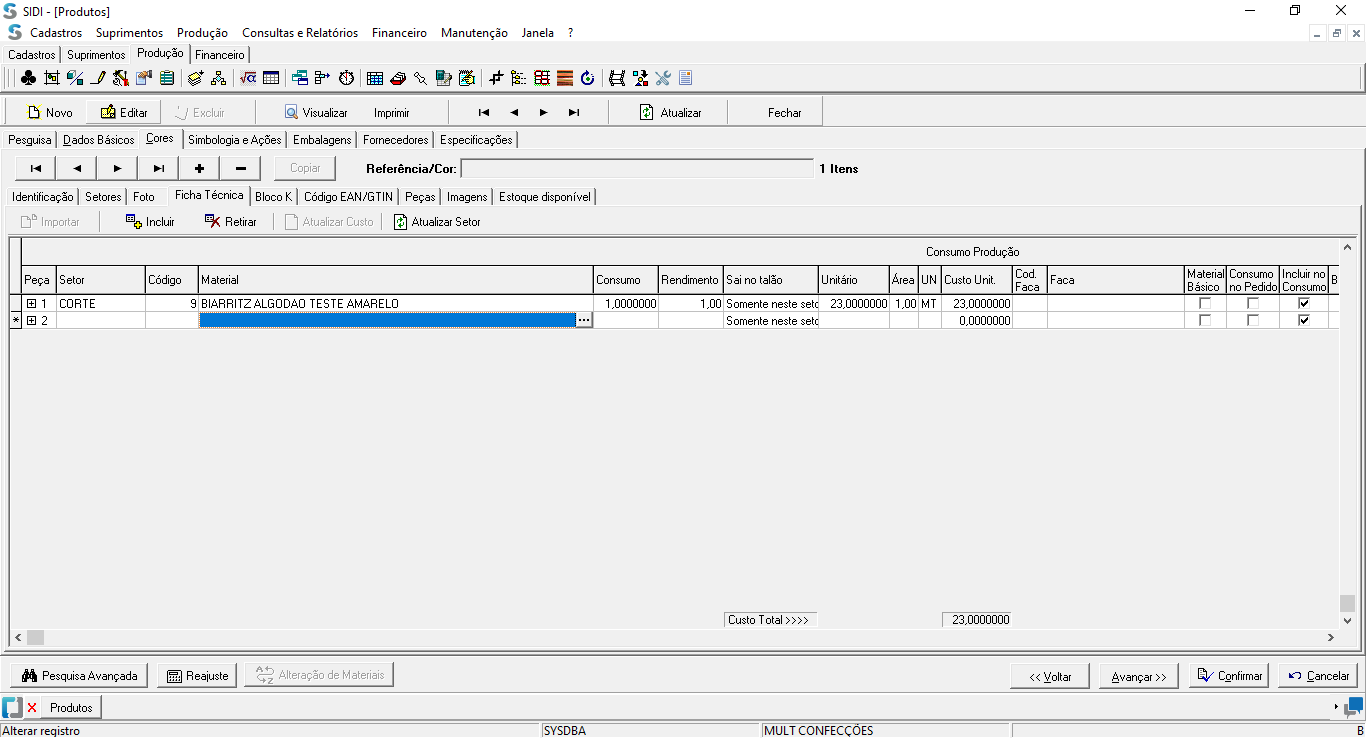 SIDI - [Produtos]
Cadastros Suprimentos Produção Consultas e Relatórios Financeiro Manutenção Janela ?
Cadastros Suprimentos Produção Financeiro
Novo Editar Excluir Visualizar Imprimir Atualizar Fechar
Pesquisa Dados Básicos Cores Simbologia e Ações Embalagens Fornecedores Especificações
Copiar Referência/Cor: 1 Itens
Identificação Setores Foto Ficha Técnica Bloco K Código EAN/GTIN Peças Imagens Estoque disponível
Importar Incluir Retirar Atualizar Custo Atualizar Setor
Consumo Produção
Peça Setor Código Material Consumo Rendimento Sai no talão Unitário Área UN Custo Unit. Cod. Faca Faca Material Básico Consumo no Pedido Incluir no Consumo B
1 CORTE 9 BIARRITZ ALGODAO TESTE AMARELO 1,0000000 1,00 Somente neste seto 23,0000000 1,00 MT 23,0000000
* 2 ... Somente neste seto 0,0000000
Custo Total >>>> 23,0000000
Pesquisa Avançada Reajuste Alteração de Materiais << Voltar Avançar >> Confirmar Cancelar
Produtos
Alterar registro SYSDBA MULT CONFECÇÕES B